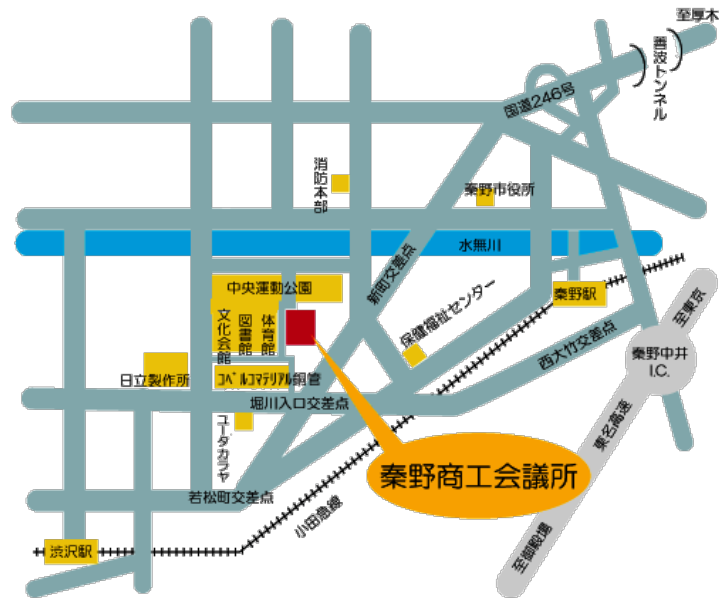 至厚木
善波トンネル
国道246号
消防本部
秦野市役所
水無川
新町交差点
中央運動公園
秦野駅
保健福祉センター
至東京
文化会館
図書館
体育館
西大竹交差点
秦野中井
I.C.
日立製作所
コベルコマテリアル銅管
堀川入口交差点
東名高速
ユータカラヤ
秦野商工会議所
若松町交差点
小田急線
渋沢駅
至御殿場